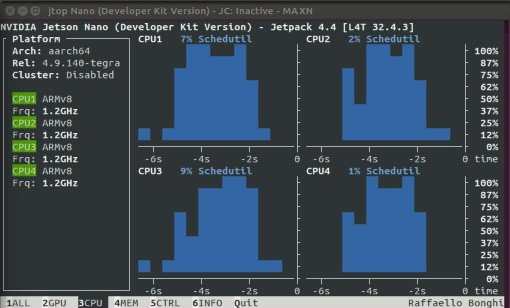 jtop Nano (Developer Kit Version) - JC: Inactive - MAXN
NVIDIA Jetson Nano (Developer Kit Version) - Jetpack 4.4 [L4T 32.4.3]
Platform
Arch: aarch64
Rel: 4.9.140-tegra
Cluster: Disabled
CPU1 ARMv8
Frq: 1.2GHz
CPU2 ARMv8
Frq: 1.2GHz
CPU3 ARMv8
Frq: 1.2GHz
CPU4 ARMv8
Frq: 1.2GHz
CPU1 7% Schedutil
-6s -4s -2s 0
CPU2 2% Schedutil
100%
87%
75%
62%
50%
37%
25%
12%
0%
-6s -4s -2s 0 time
CPU3 9% Schedutil
-6s -4s -2s 0
CPU4 1% Schedutil
100%
87%
75%
62%
50%
37%
25%
12%
0%
-6s -4s -2s 0 time
1ALL 2GPU 3CPU 4MEM 5CTRL 6INFO Quit Raffaello Bonghi